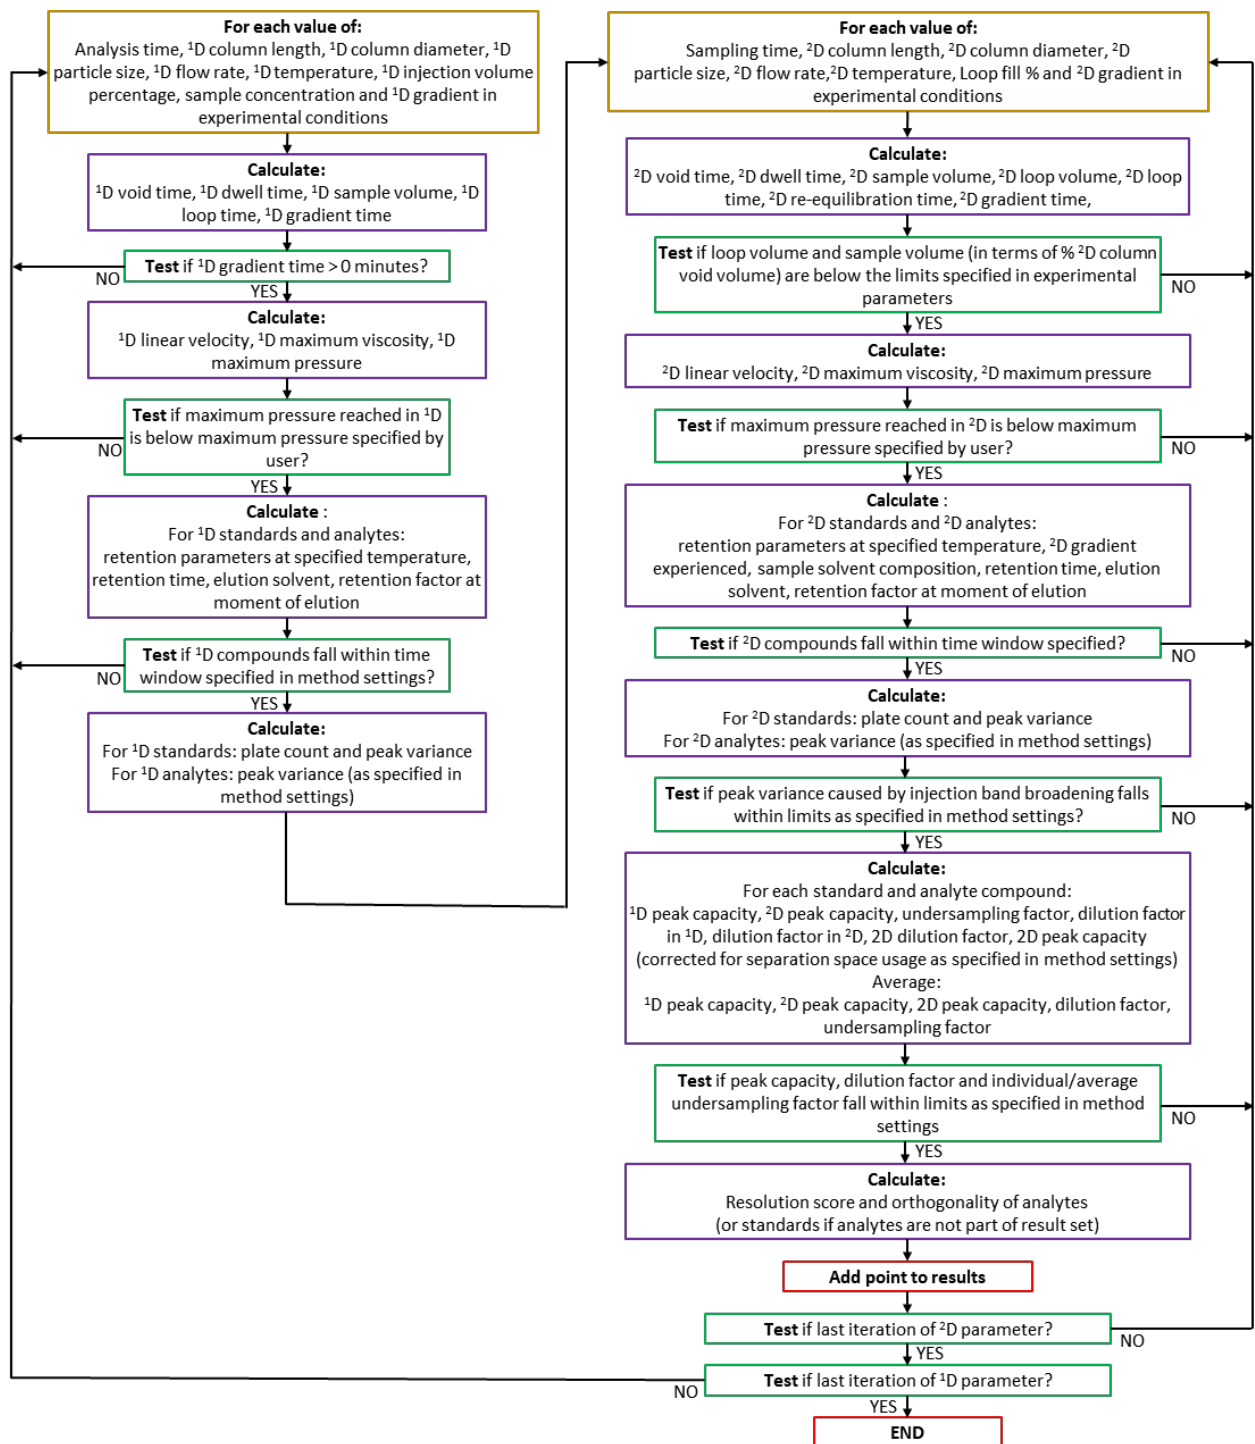 For each value of:
Analysis time, ¹D column length, ¹D column diameter, ¹D
particle size, ¹D flow rate, ¹D temperature, ¹D injection volume
percentage, sample concentration and ¹D gradient in
experimental conditions
Calculate:
¹D void time, ¹D dwell time, ¹D sample volume, ¹D
loop time, ¹D gradient time
Test if ¹D gradient time > 0 minutes?
NO
YES
Calculate:
¹D linear velocity, ¹D maximum viscosity, ¹D
maximum pressure
Test if maximum pressure reached in ¹D
is below maximum pressure specified by
user?
NO
YES
Calculate :
For ¹D standards and analytes:
retention parameters at specified temperature,
retention time, elution solvent, retention factor at
moment of elution
Test if ¹D compounds fall within time
window specified in method settings?
NO
YES
Calculate:
For ¹D standards: plate count and peak variance
For ¹D analytes: peak variance (as specified in
method settings)
For each value of:
Sampling time, ²D column length, ²D column diameter, ²D
particle size, ²D flow rate,²D temperature, Loop fill % and ²D gradient in
experimental conditions
Calculate:
²D void time, ²D dwell time, ²D sample volume, ²D loop volume, ²D loop
time, ²D re-equilibration time, ²D gradient time,
Test if loop volume and sample volume (in terms of % ²D column
void volume) are below the limits specified in experimental
parameters
NO
YES
Calculate:
²D linear velocity, ²D maximum viscosity, ²D maximum pressure
Test if maximum pressure reached in ²D is below maximum
pressure specified by user?
NO
YES
Calculate :
For ²D standards and ²D analytes:
retention parameters at specified temperature, ²D gradient
experienced, sample solvent composition, retention time, elution
solvent, retention factor at moment of elution
Test if ²D compounds fall within time window specified?
NO
YES
Calculate:
For ²D standards: plate count and peak variance
For ²D analytes: peak variance (as specified in method settings)
Test if peak variance caused by injection band broadening falls
within limits as specified in method settings?
NO
YES
Calculate:
For each standard and analyte compound:
¹D peak capacity, ²D peak capacity, undersampling factor, dilution factor
in ¹D, dilution factor in ²D, 2D dilution factor, 2D peak capacity
(corrected for separation space usage as specified in method settings)
Average:
¹D peak capacity, ²D peak capacity, 2D peak capacity, dilution factor,
undersampling factor
Test if peak capacity, dilution factor and individual/average
undersampling factor fall within limits as specified in method
settings
NO
YES
Calculate:
Resolution score and orthogonality of analytes
(or standards if analytes are not part of result set)
Add point to results
Test if last iteration of ²D parameter?
NO
YES
Test if last iteration of ¹D parameter?
NO
YES
END